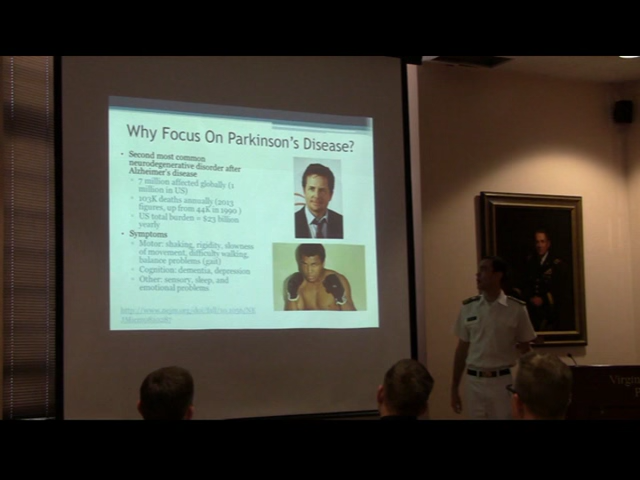 Why Focus On Parkinson's Disease?
• Second most common
neurodegenerative disorder after
Alzheimer's disease
▫ 7 million affected globally (1
million in US)
▫ 103K deaths annually (2013
figures, up from 44K in 1990 )
▫ US total burden = $23 billion
yearly
• Symptoms
▫ Motor: shaking, rigidity, slowness
of movement, difficulty walking,
balance problems (gait)
▫ Cognition: dementia, depression
▫ Other: sensory, sleep, and
emotional problems